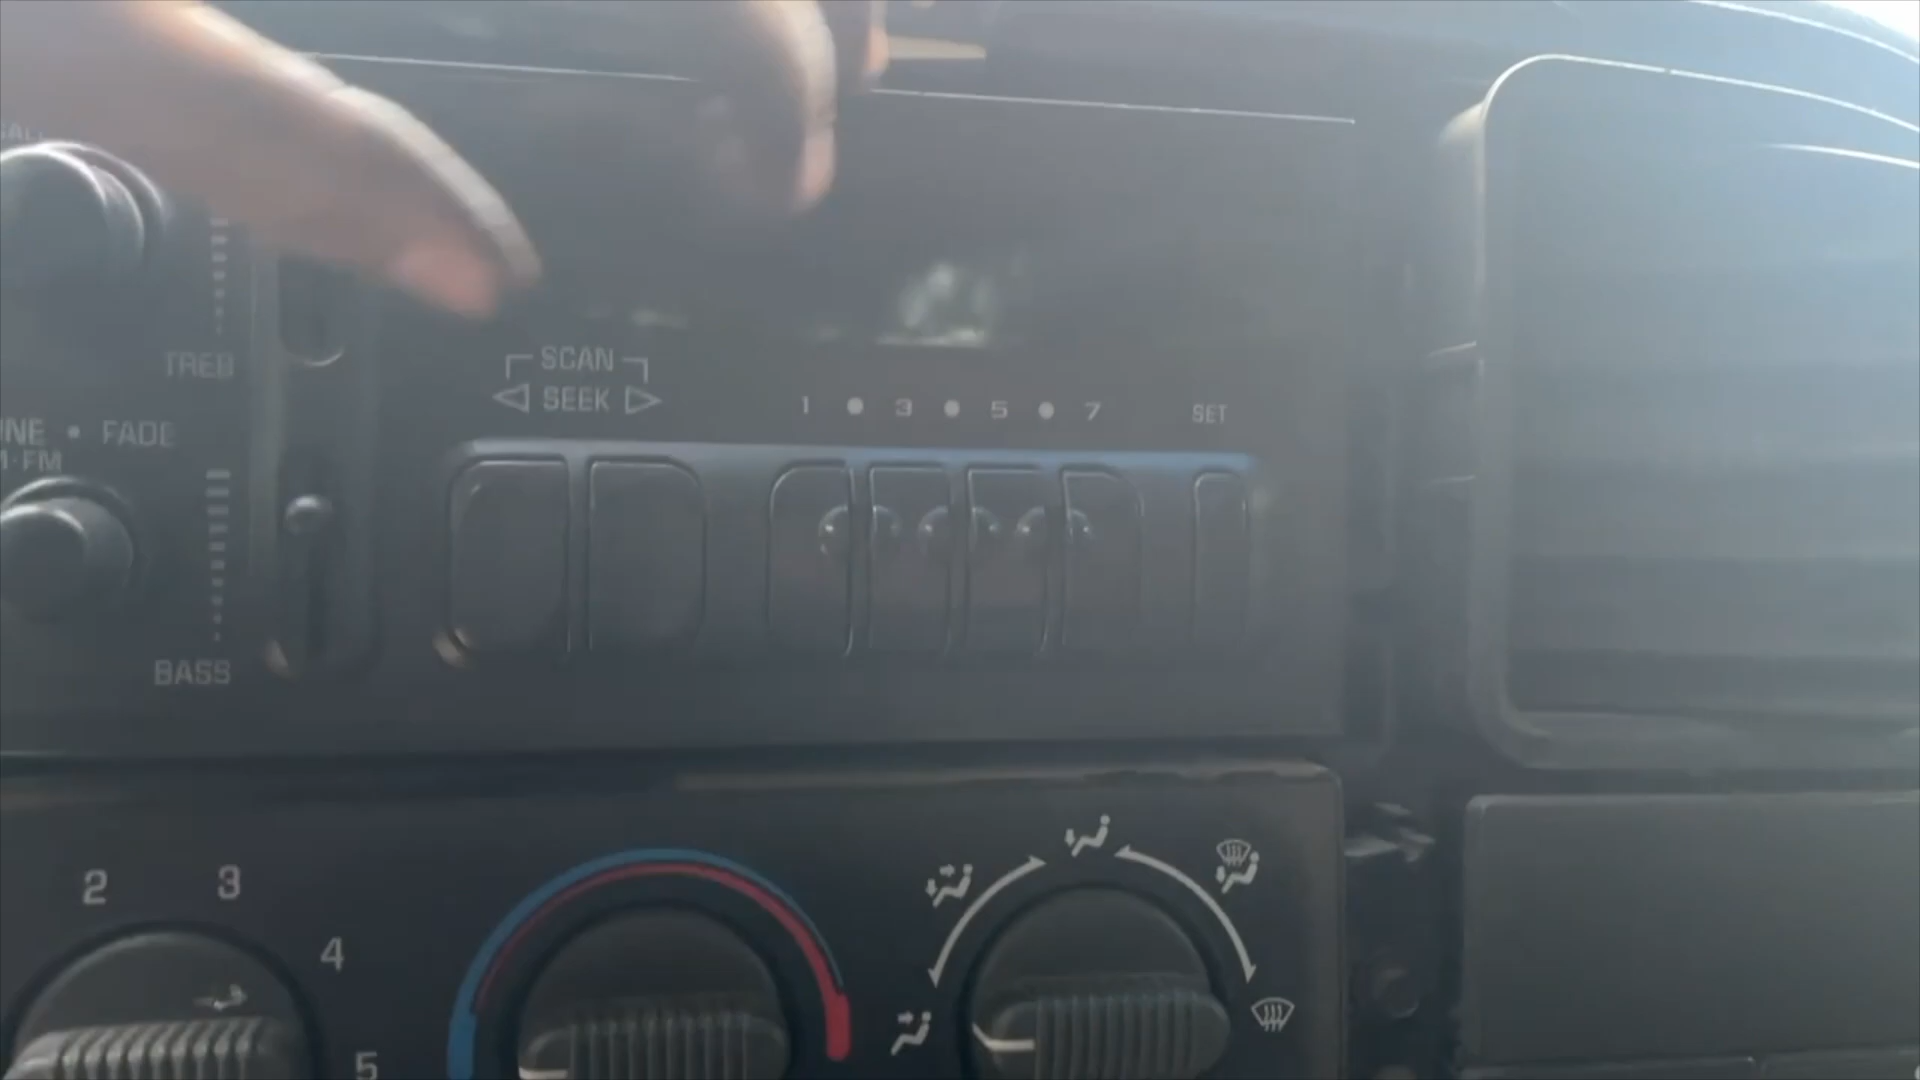 TREB
SCAN
SEEK
1 • 3 • 5 • 7
SET
• FADE
BASS
2
3
4
5